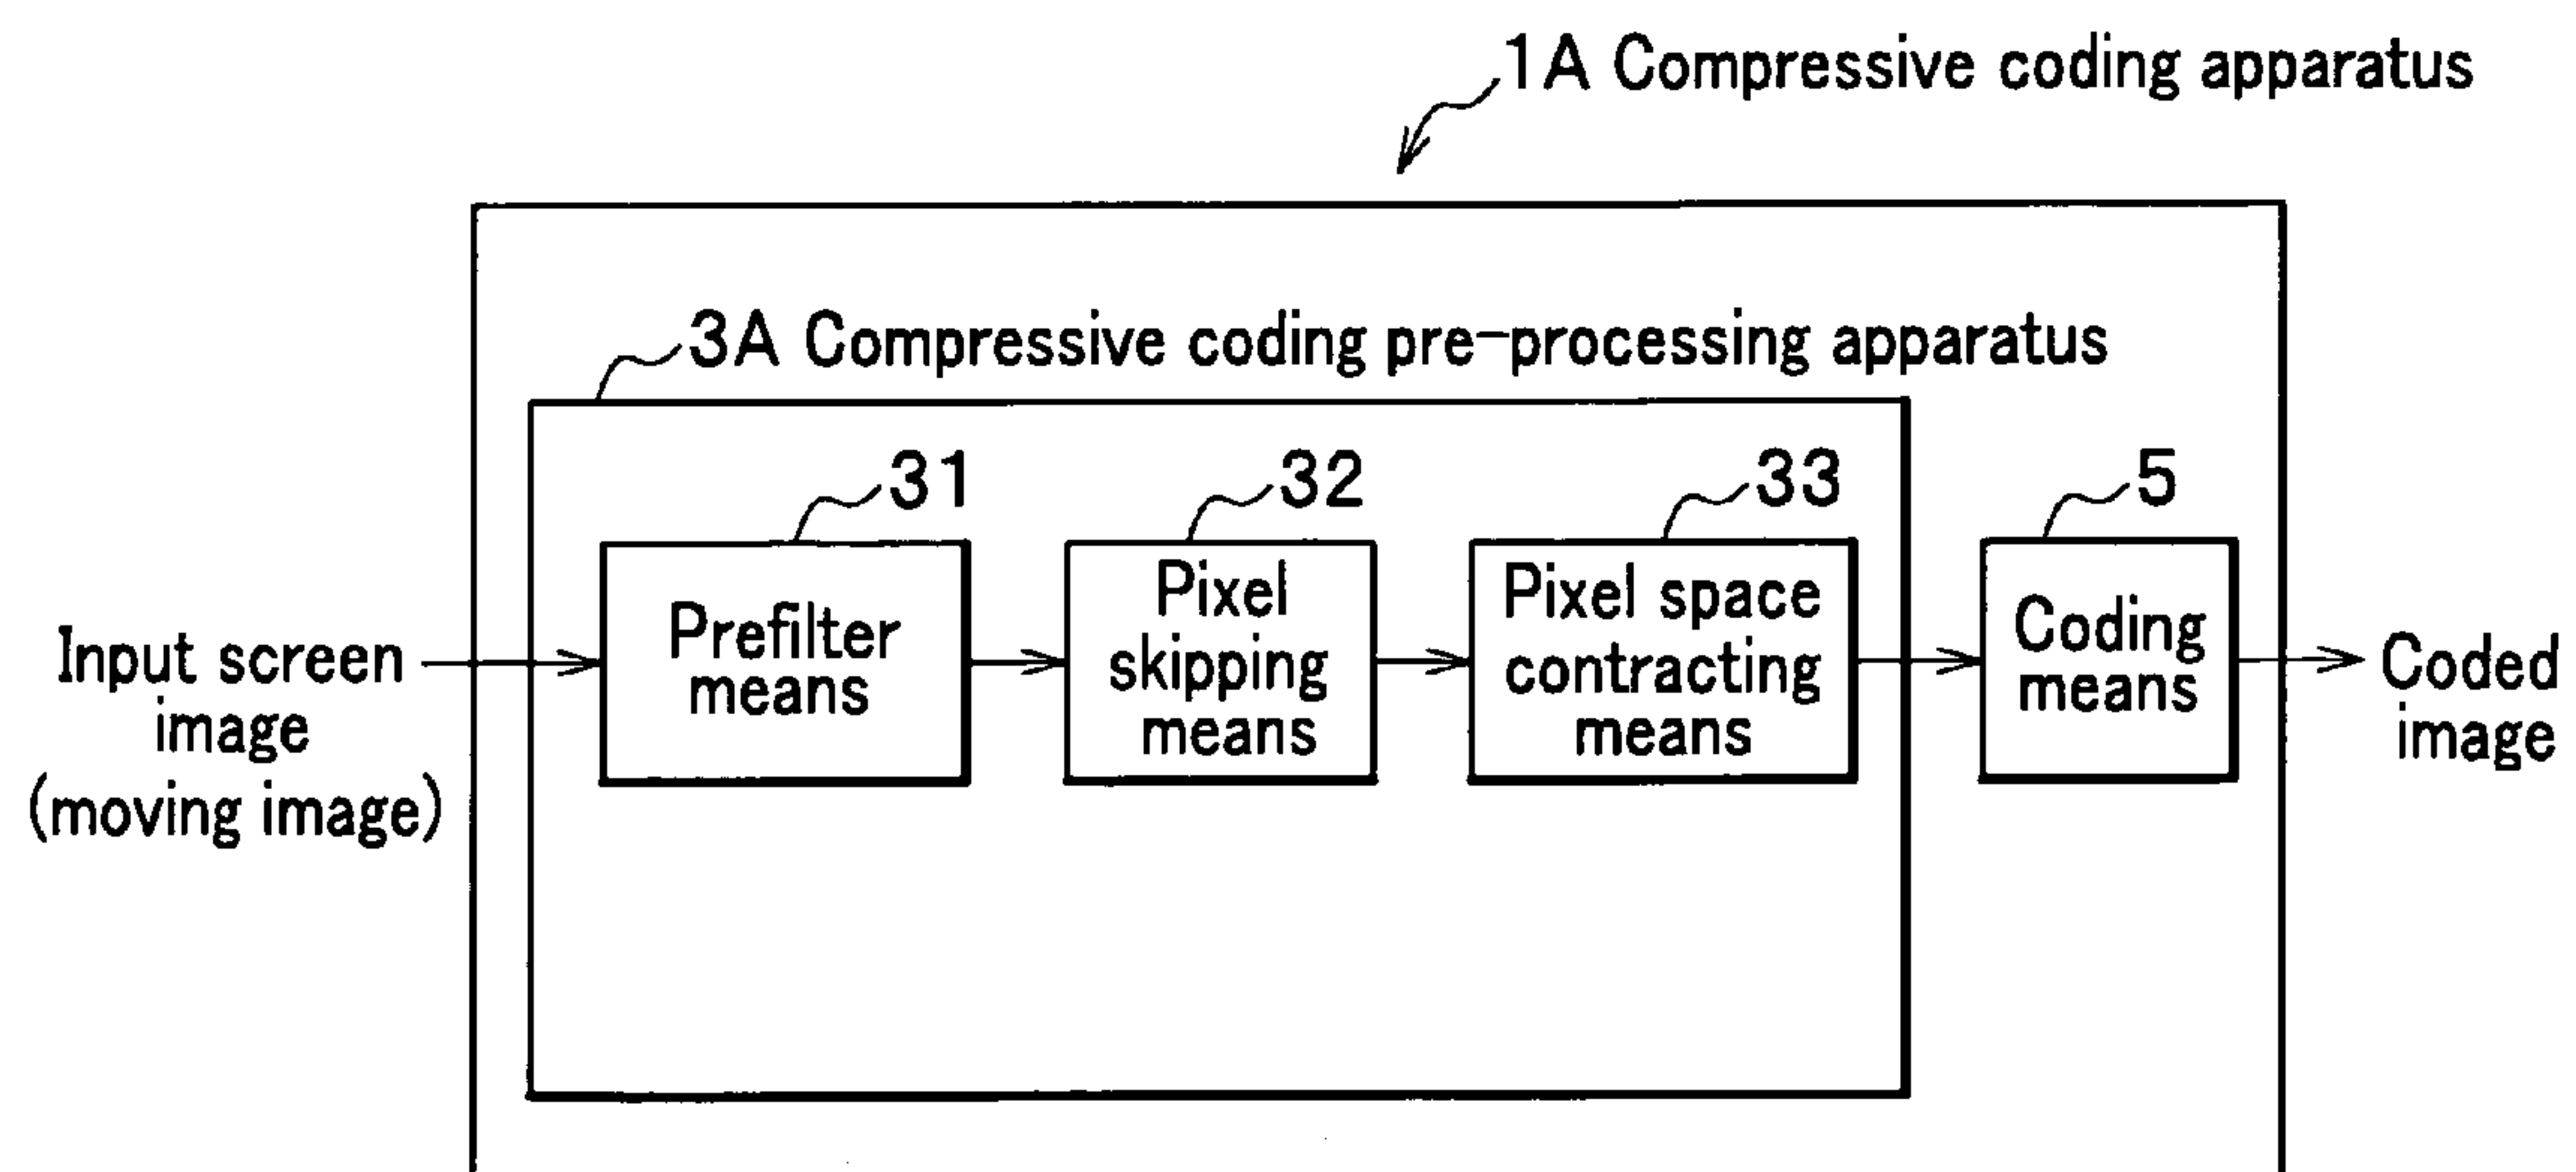 1A Compressive coding apparatus
3A Compressive coding pre-processing apparatus
31
32
33
5
Input screen
image
(moving image)
Prefilter
means
Pixel
skipping
means
Pixel space
contracting
means
Coding
means
Coded
image